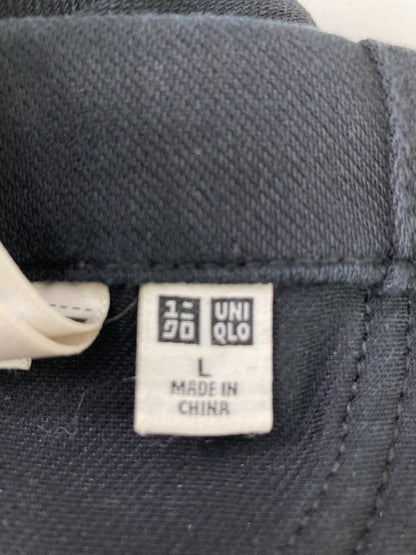 ユニ UNI
クロ QLO
L
MADE IN
CHINA